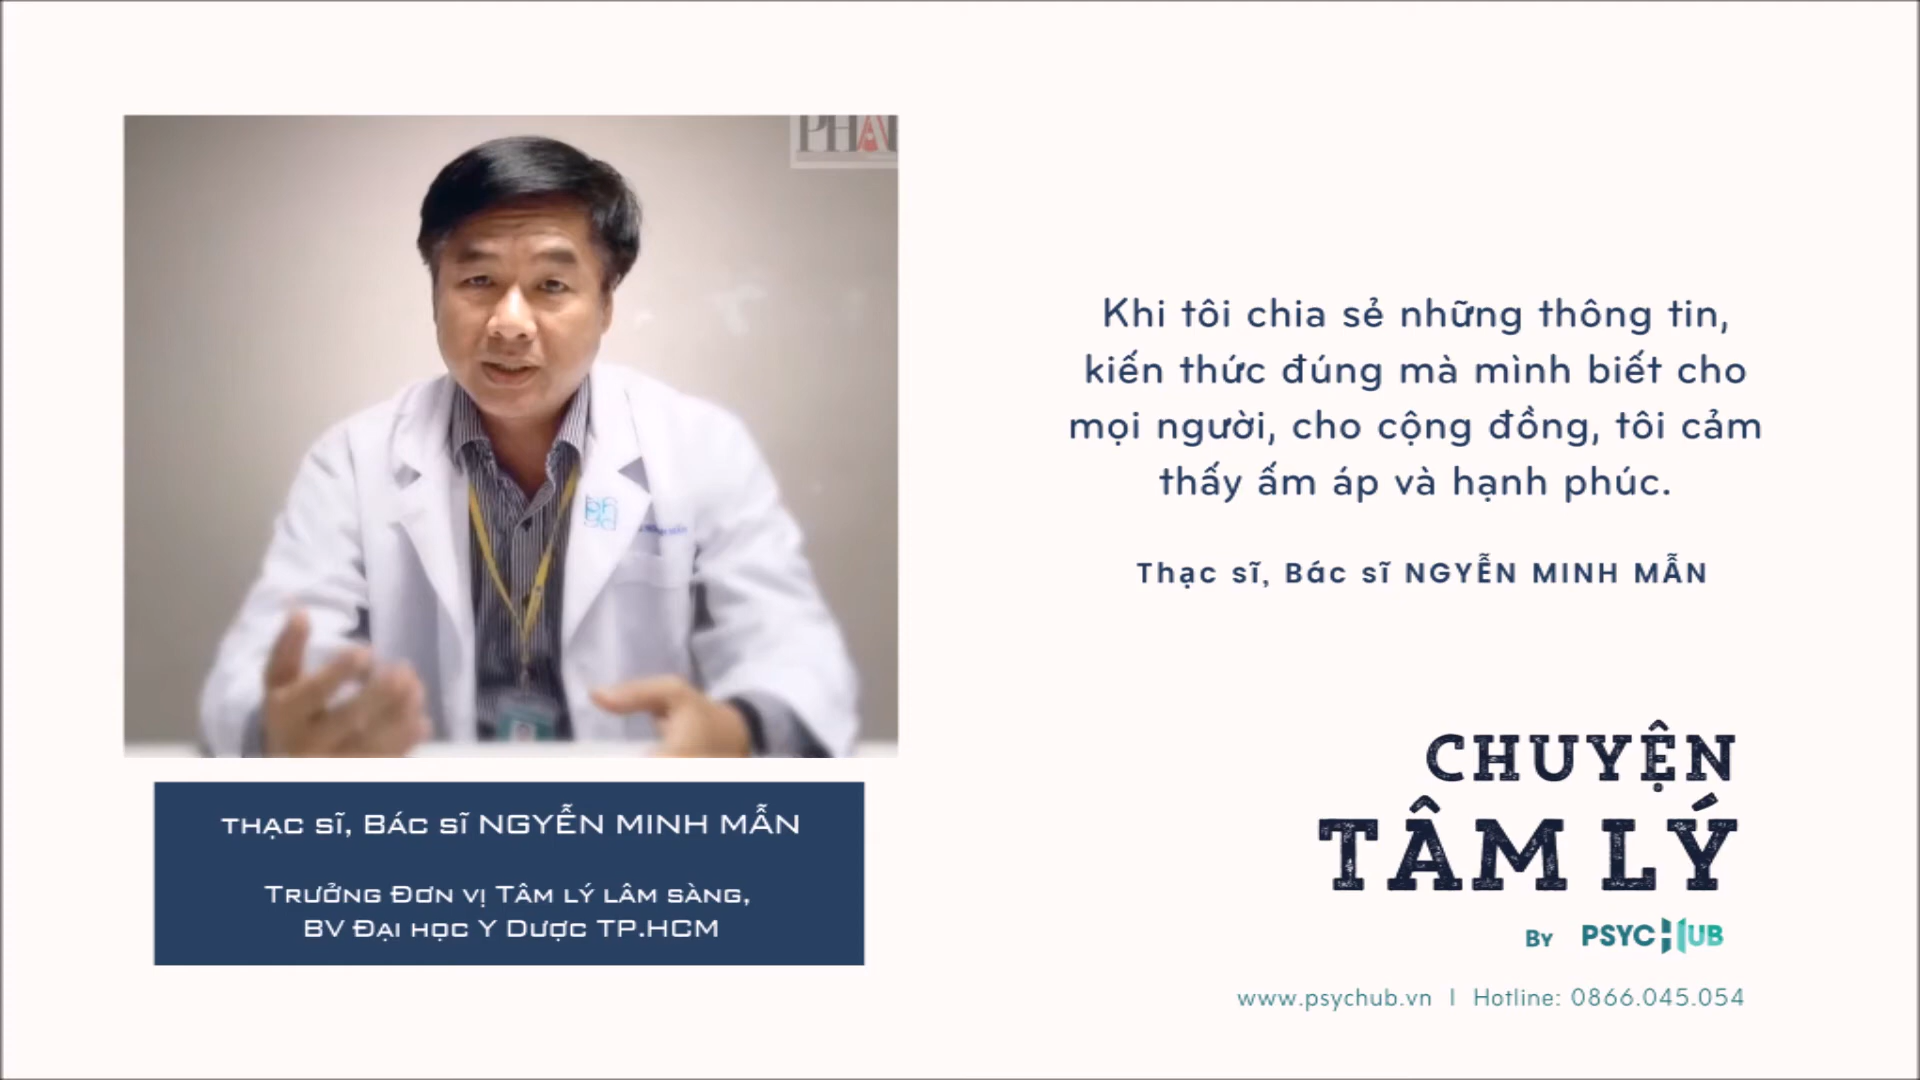 Khi tôi chia sẻ những thông tin,
kiến thức đúng mà mình biết cho
mọi người, cho cộng đồng, tôi cảm
thấy ấm áp và hạnh phúc.
Thạc sĩ, Bác sĩ NGYỄN MINH MẪN
THẠC SĨ, BÁC SĨ NGYỄN MINH MẪN
TRƯỞNG ĐƠN VỊ TÂM LÝ LÂM SÀNG,
BV ĐẠI HỌC Y DƯỢC TP.HCM
CHUYỆN
TÂM LÝ
By PSYCHUB
www.psychub.vn | Hotline: 0866.045.054